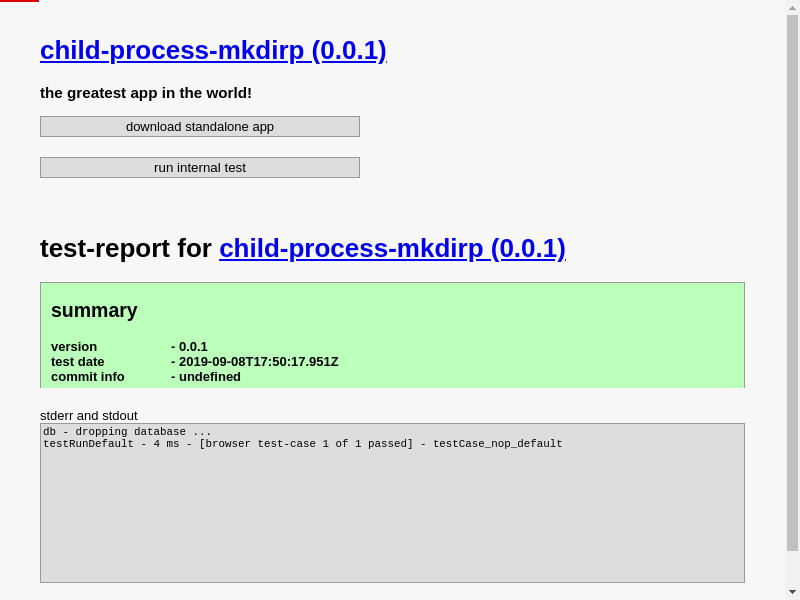 child-process-mkdirp (0.0.1)
the greatest app in the world!
download standalone app
run internal test
test-report for child-process-mkdirp (0.0.1)
summary
version - 0.0.1
test date - 2019-09-08T17:50:17.951Z
commit info - undefined
stderr and stdout
db - dropping database ...
testRunDefault - 4 ms - [browser test-case 1 of 1 passed] - testCase_nop_default